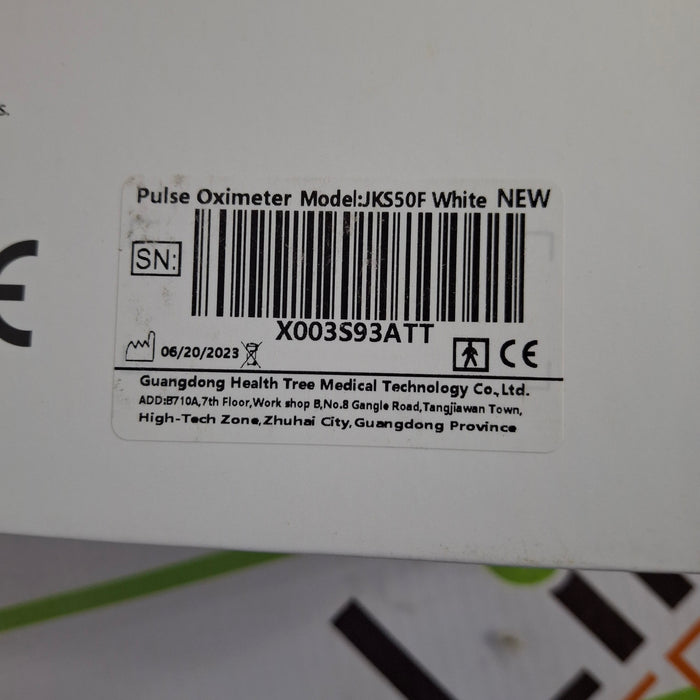 s.
CE
Pulse Oximeter Model:JKS50F White NEW
SN:
X003S93ATT
06/20/2023
CE
Guangdong Health Tree Medical Technology Co.,Ltd.
ADD:B710A,7th Floor,Work shop B,No.8 Gangle Road,Tangjiawan Town,
High-Tech Zone,Zhuhai City,Guangdong Province